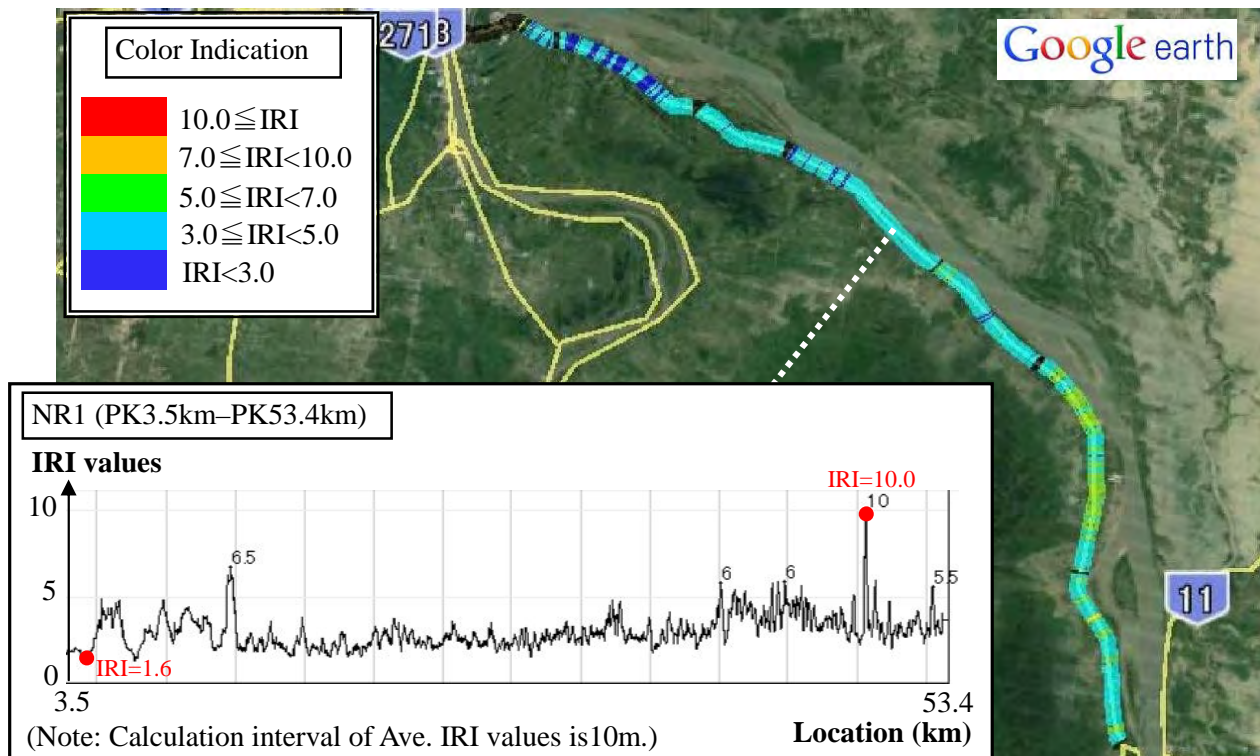 Color Indication
10.0≦IRI
7.0≦IRI<10.0
5.0≦IRI<7.0
3.0≦IRI<5.0
IRI<3.0
2718
Google earth
11
NR1 (PK3.5km–PK53.4km)
IRI values
IRI=10.0
10
10
6.5
6
6
5.5
5
0
IRI=1.6
3.5
53.4
(Note: Calculation interval of Ave. IRI values is10m.)
Location (km)